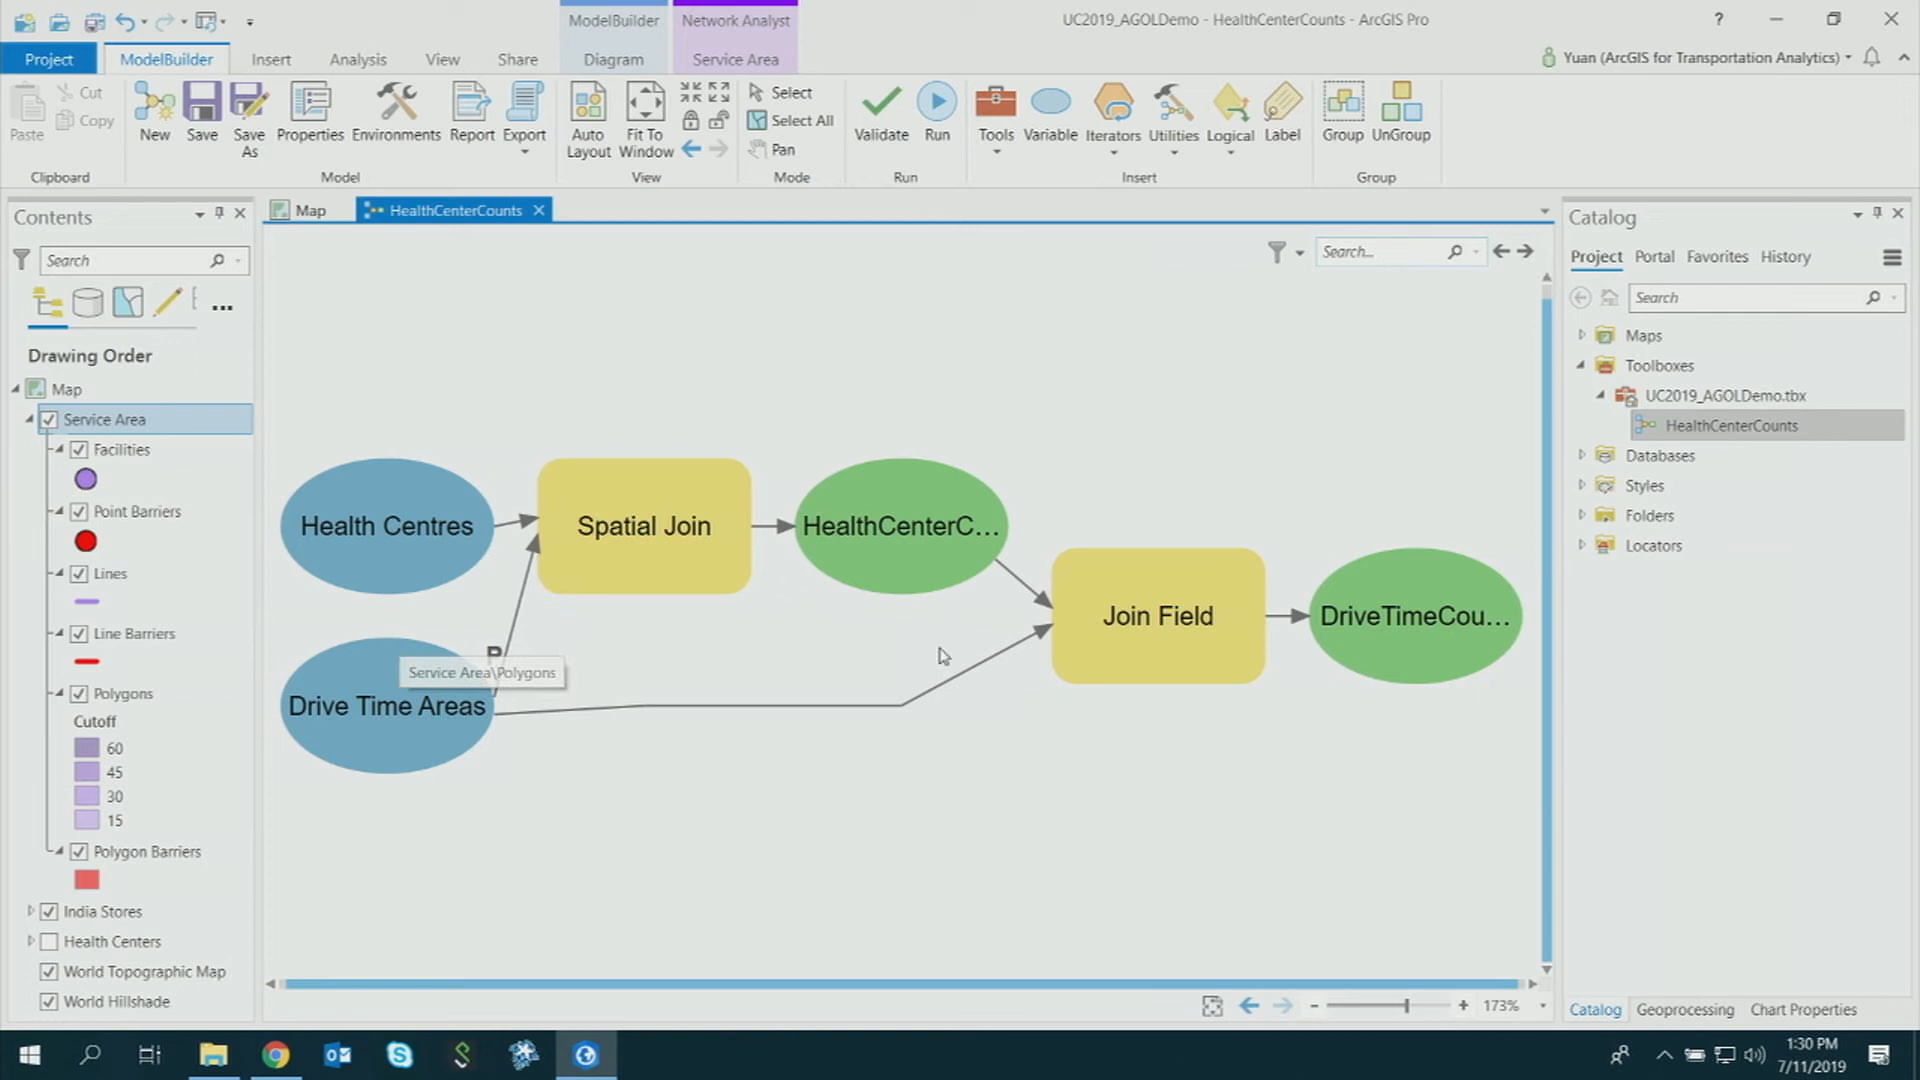 ModelBuilder
Network Analyst
UC2019_AGOLDemo - HealthCenterCounts - ArcGIS Pro
?
Project
ModelBuilder
Insert
Analysis
View
Share
Diagram
Service Area
Yuan (ArcGIS for Transportation Analytics)
Paste
Cut
Copy
Clipboard
New
Save
Save As
Properties
Environments
Report
Export
Model
Auto Layout
Fit To Window
View
Select
Select All
Pan
Mode
Validate
Run
Run
Tools
Variable
Iterators
Utilities
Logical
Label
Insert
Group
UnGroup
Group
Contents
Search
Drawing Order
Map
Service Area
Facilities
Point Barriers
Lines
Line Barriers
Polygons
Cutoff
60
45
30
15
Polygon Barriers
India Stores
Health Centers
World Topographic Map
World Hillshade
Map
HealthCenterCounts
Search...
Health Centres
Spatial Join
HealthCenterC...
Join Field
DriveTimeCou...
P
Service Area\Polygons
Drive Time Areas
173%
Catalog
Project
Portal
Favorites
History
Search
Maps
Toolboxes
UC2019_AGOLDemo.tbx
HealthCenterCounts
Databases
Styles
Folders
Locators
Catalog
Geoprocessing
Chart Properties
1:30 PM
7/11/2019